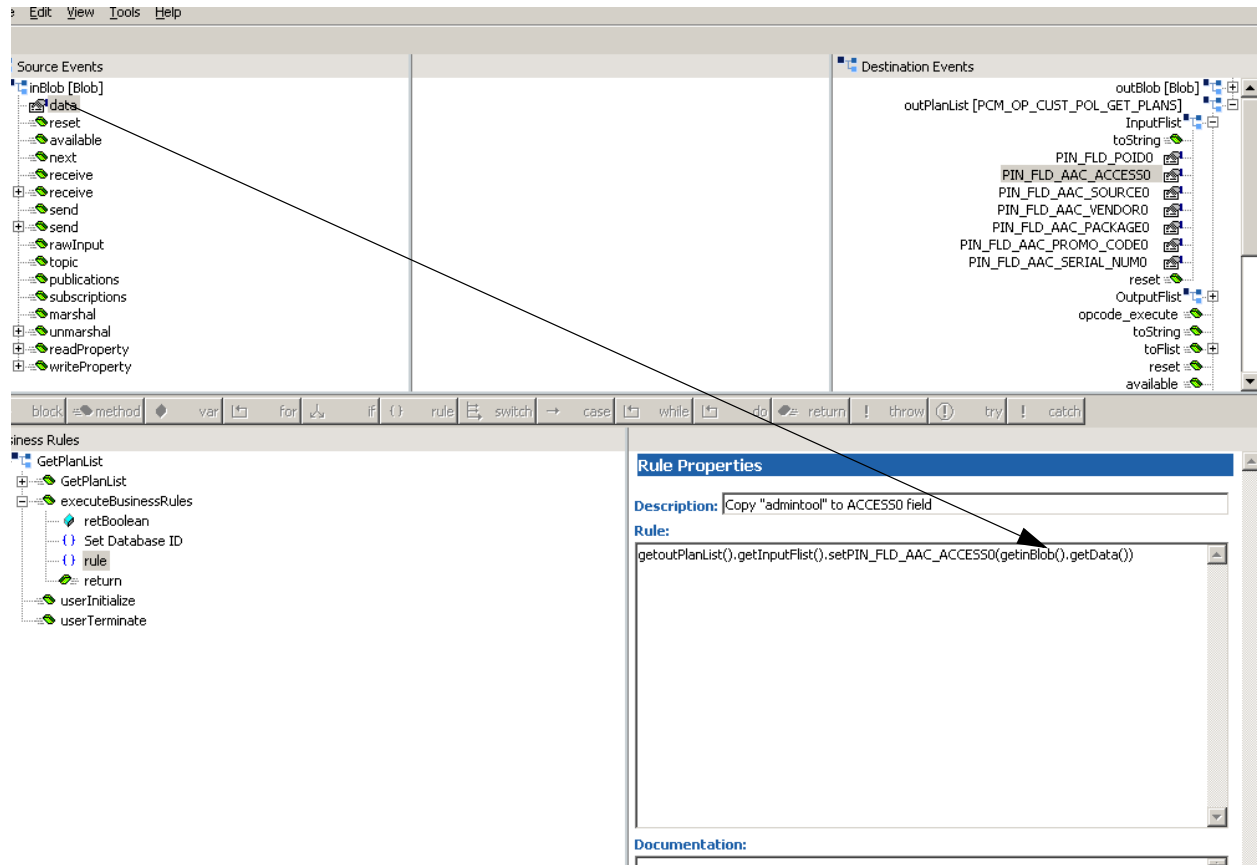 Edit View Tools Help
Source Events
inBlob [Blob]
data
reset
available
next
receive
receive
send
send
rawInput
topic
publications
subscriptions
marshal
unmarshal
readProperty
writeProperty
Destination Events
outBlob [Blob]
outPlanList [PCM_OP_CUST_POL_GET_PLANS]
InputFlist
toString
PIN_FLD_POID0
PIN_FLD_AAC_ACCESS0
PIN_FLD_AAC_SOURCE0
PIN_FLD_AAC_VENDOR0
PIN_FLD_AAC_PACKAGE0
PIN_FLD_AAC_PROMO_CODE0
PIN_FLD_AAC_SERIAL_NUM0
reset
OutputFlist
opcode_execute
toString
toFlist
reset
available
block method var for if {} rule switch case while do return ! throw try ! catch
siness Rules
GetPlanList
GetPlanList
executeBusinessRules
retBoolean
{} Set Database ID
{} rule
return
userInitialize
userTerminate
Rule Properties
Description: Copy "admintool" to ACCESS0 field
Rule:
getoutPlanList().getInputFlist().setPIN_FLD_AAC_ACCESS0(getinBlob().getData())
Documentation: